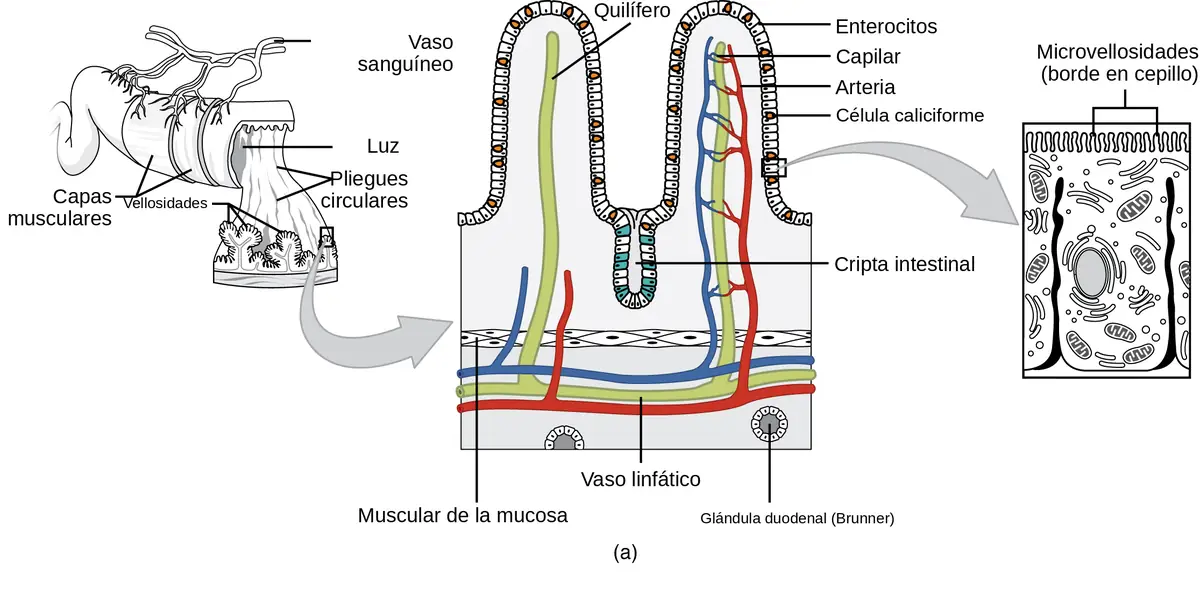 Vaso
sanguíneo
Luz
Pliegues
circulares
Capas
musculares
Vellosidades
Quilífero
Enterocitos
Capilar
Arteria
Célula caliciforme
Cripta intestinal
Vaso linfático
Muscular de la mucosa
Glándula duodenal (Brunner)
Microvellosidades
(borde en cepillo)
(a)